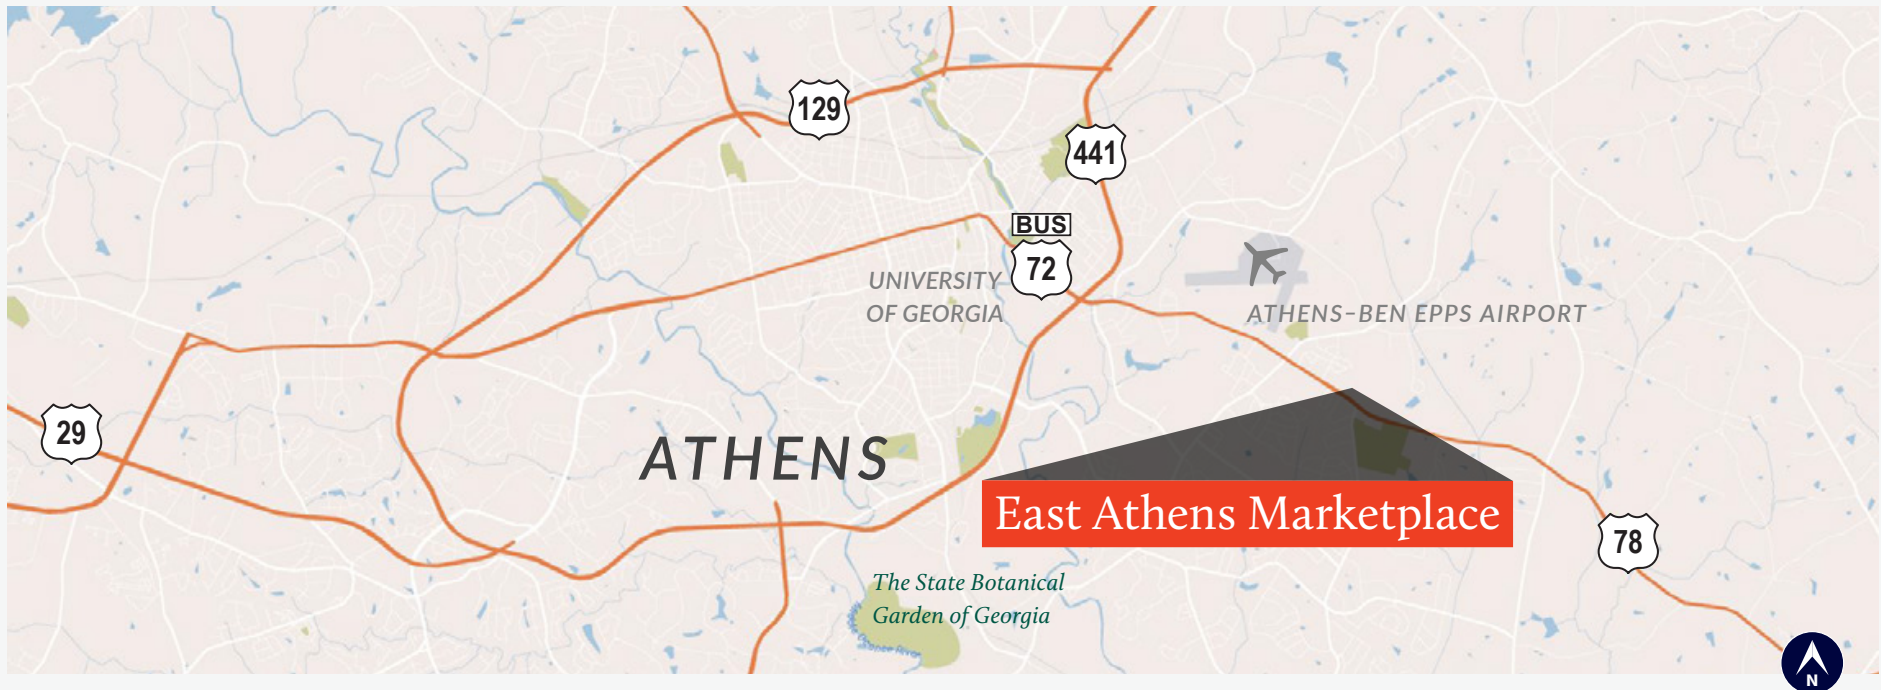 129
441
BUS
72
UNIVERSITY
OF GEORGIA
ATHENS–BEN EPPS AIRPORT
29
ATHENS
East Athens Marketplace
78
The State Botanical
Garden of Georgia
N